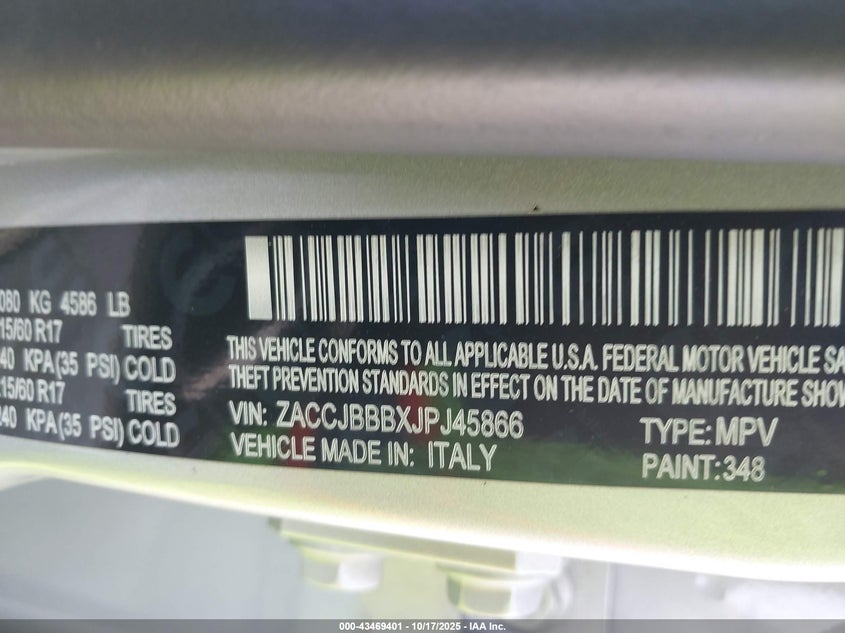 080 KG 4586 LB
15/60 R17 TIRES
40 KPA(35 PSI) COLD
15/60 R17 TIRES
240 KPA(35 PSI) COLD
THIS VEHICLE CONFORMS TO ALL APPLICABLE U.S.A. FEDERAL MOTOR VEHICLE SA
THEFT PREVENTION STANDARDS IN EFFECT ON THE DATE OF MANUFACTURE SHOW
VIN: ZACCJBBBXJPJ45866
TYPE: MPV
VEHICLE MADE IN: ITALY
PAINT: 348
000-43469401 - 10/17/2025 - IAA Inc.